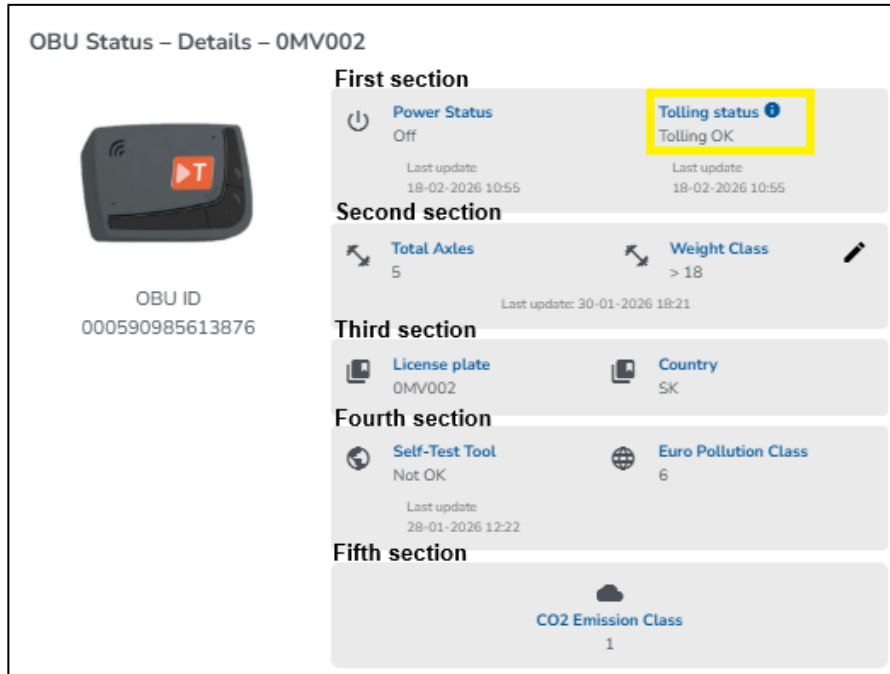 OBU Status – Details – 0MV002
First section
Power Status
Off
Last update
18-02-2026 10:55
Tolling status i
Tolling OK
Last update
18-02-2026 10:55
T
OBU ID
000590985613876
Second section
Total Axles
5
Weight Class
> 18
Last update: 30-01-2026 18:21
Third section
License plate
0MV002
Country
SK
Fourth section
Self-Test Tool
Not OK
Last update
28-01-2026 12:22
Euro Pollution Class
6
Fifth section
CO2 Emission Class
1